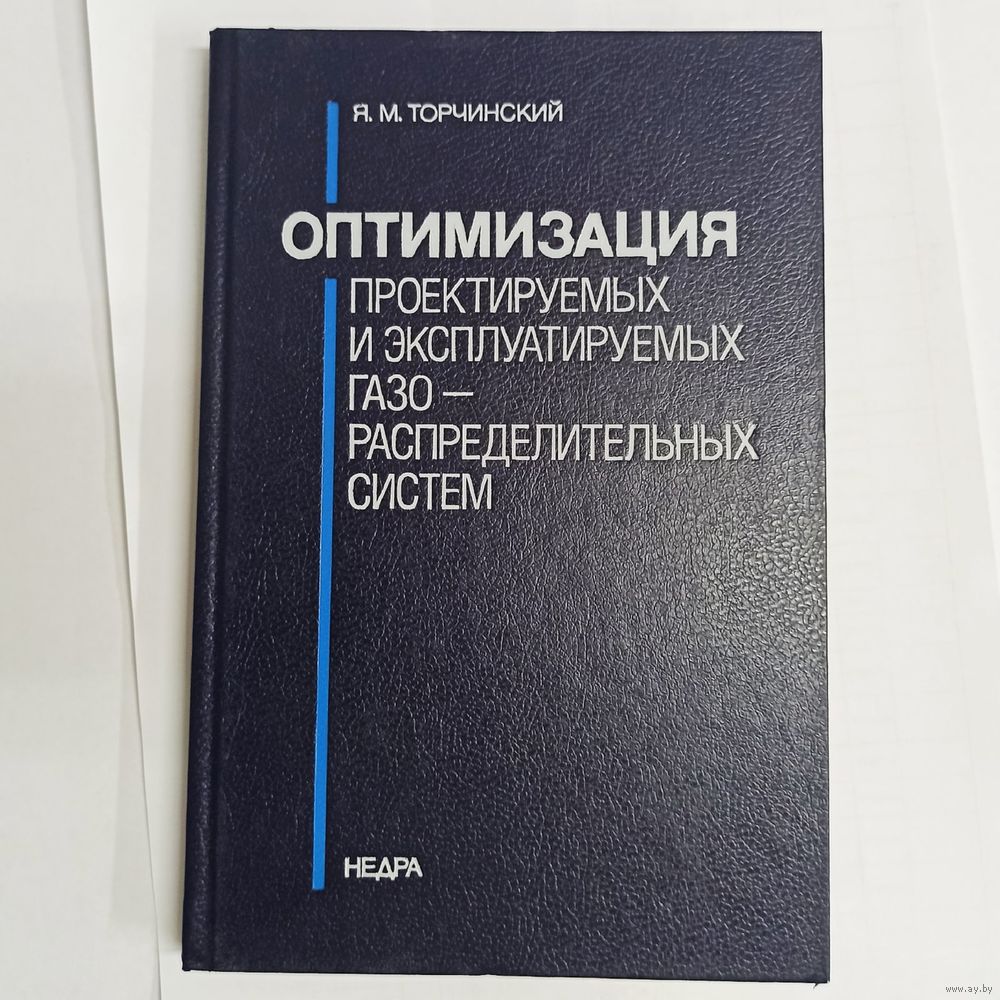 Я. М. ТОРЧИНСКИЙ
ОПТИМИЗАЦИЯ
ПРОЕКТИРУЕМЫХ
И ЭКСПЛУАТИРУЕМЫХ
ГАЗО —
РАСПРЕДЕЛИТЕЛЬНЫХ
СИСТЕМ
НЕДРА
www.ay.by